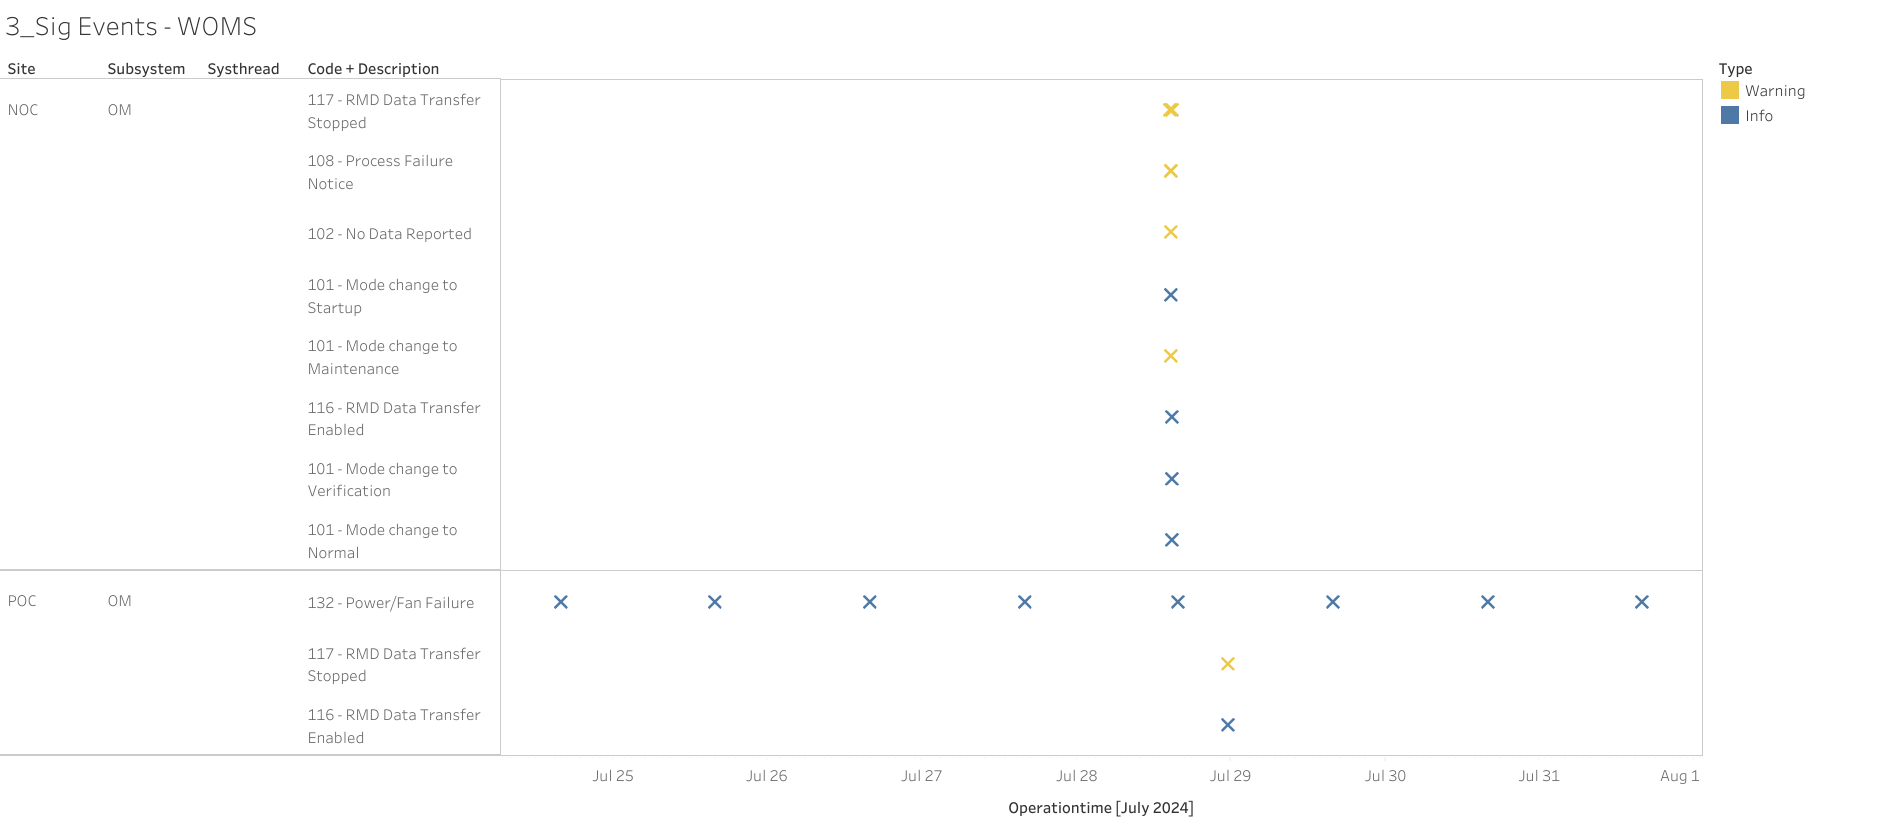 3_Sig Events - WOMS
Site Subsystem Systhread Code + Description
Type
Warning
Info
NOC OM
117 - RMD Data Transfer
Stopped
108 - Process Failure
Notice
102 - No Data Reported
101 - Mode change to
Startup
101 - Mode change to
Maintenance
116 - RMD Data Transfer
Enabled
101 - Mode change to
Verification
101 - Mode change to
Normal
POC OM
132 - Power/Fan Failure
117 - RMD Data Transfer
Stopped
116 - RMD Data Transfer
Enabled
Jul 25 Jul 26 Jul 27 Jul 28 Jul 29 Jul 30 Jul 31 Aug 1
Operationtime [July 2024]